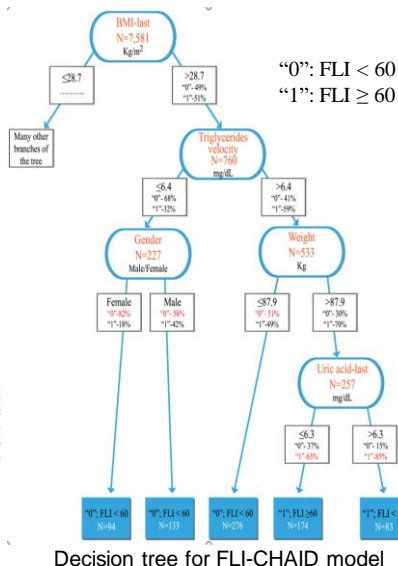 BMI-last
N=7,581
Kg/m²
≤28.7
..........
>28.7
"0"- 49%
"1"-51%
"0": FLI < 60
"1": FLI ≥ 60
Many other
branches of
the tree
Triglycerides
velocity
N=760
mg/dL
≤6.4
"0"- 68%
"1"-32%
>6.4
"0"- 41%
"1"-59%
Gender
N=227
Male/Female
Weight
N=533
Kg
Female
"0"-82%
"1"-18%
Male
"0"- 58%
"1"-42%
≤87.9
"0"- 51%
"1"-49%
>87.9
"0"- 30%
"1"-70%
Uric acid-last
N=257
mg/dL
≤6.3
"0"- 37%
"1"-63%
>6.3
"0"- 15%
"1"-85%
"0"; FLI < 60
N=94
"0"; FLI < 60
N=133
"0"; FLI < 60
N=276
"1"; FLI ≥60
N=174
"1"; FLI <
N=83
Decision tree for FLI-CHAID model